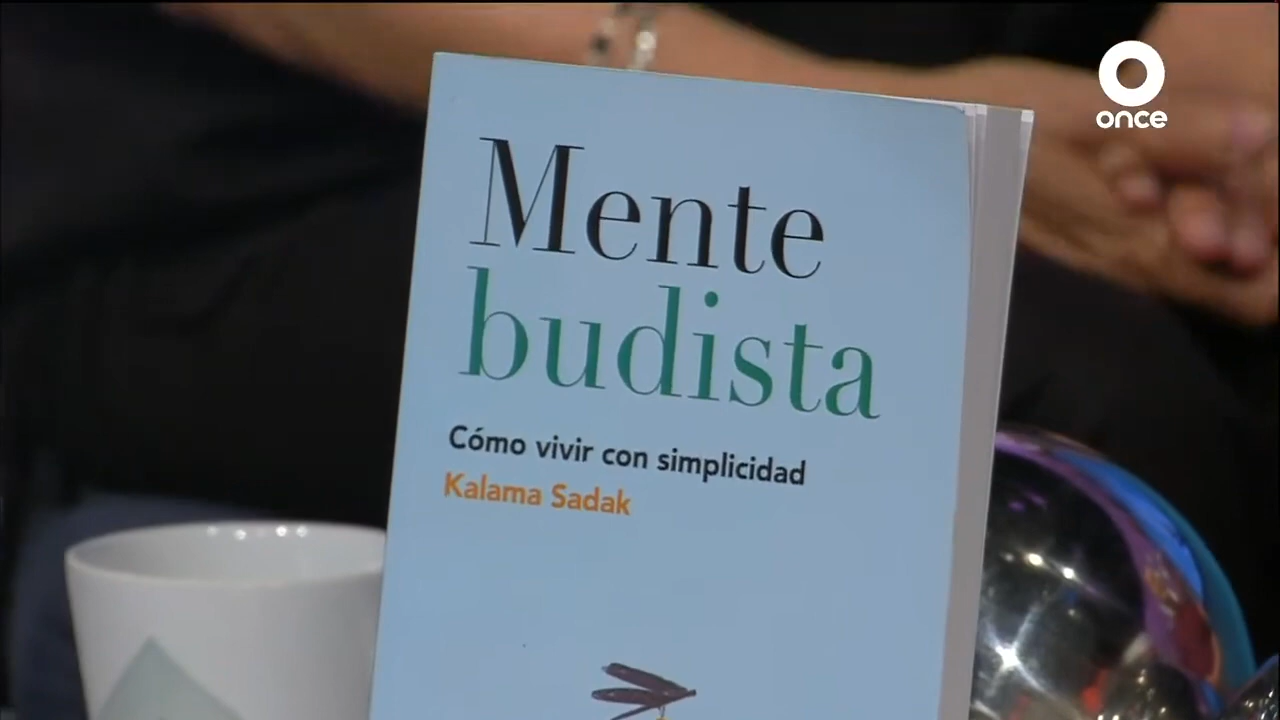 Mente
budista
Cómo vivir con simplicidad
Kalama Sadak
once